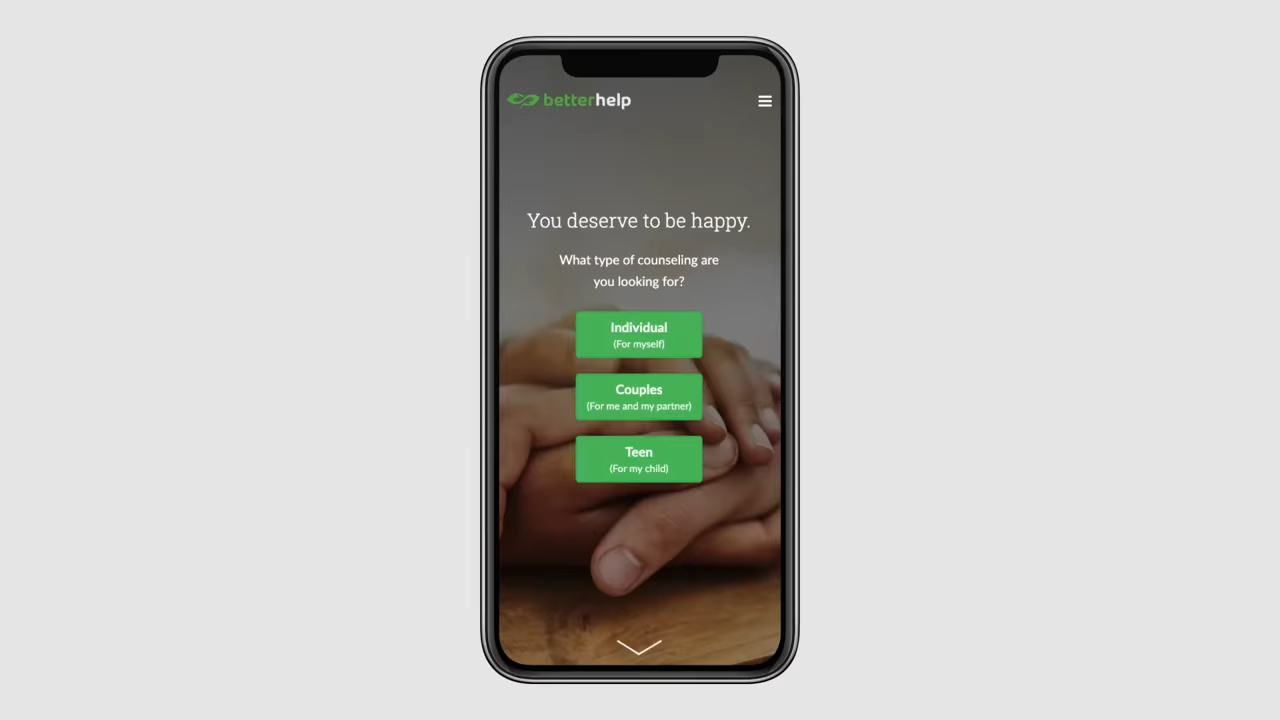 betterhelp
You deserve to be happy.
What type of counseling are
you looking for?
Individual
(For myself)
Couples
(For me and my partner)
Teen
(For my child)